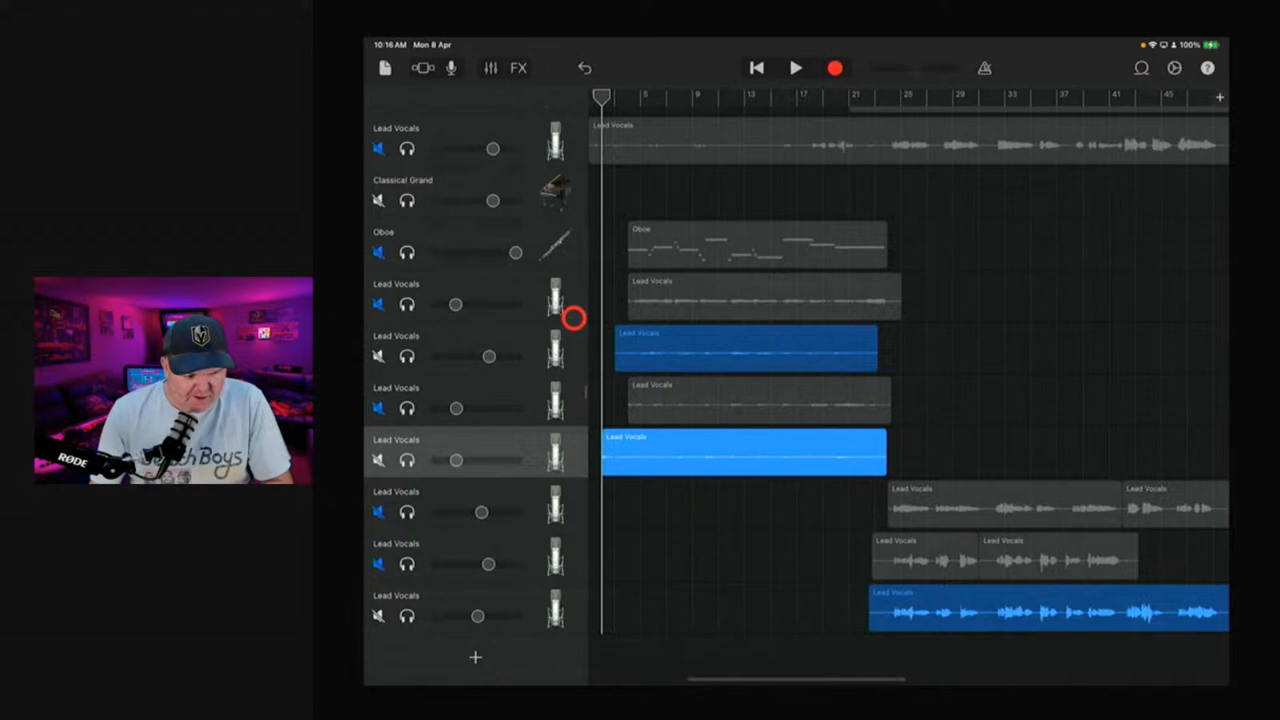 10:16 AM Mon 8 Apr
100%
FX
?
5 9 13 17 21 25 29 33 37 41 45 +
Lead Vocals
Lead Vocals
Classical Grand
Oboe
Oboe
Lead Vocals
Lead Vocals
Lead Vocals
Lead Vocals
Lead Vocals
Lead Vocals
Lead Vocals
Lead Vocals
Lead Vocals
Lead Vocals Lead Vocals
Lead Vocals
Lead Vocals Lead Vocals
Lead Vocals
Lead Vocals
+
RØDE
Boys